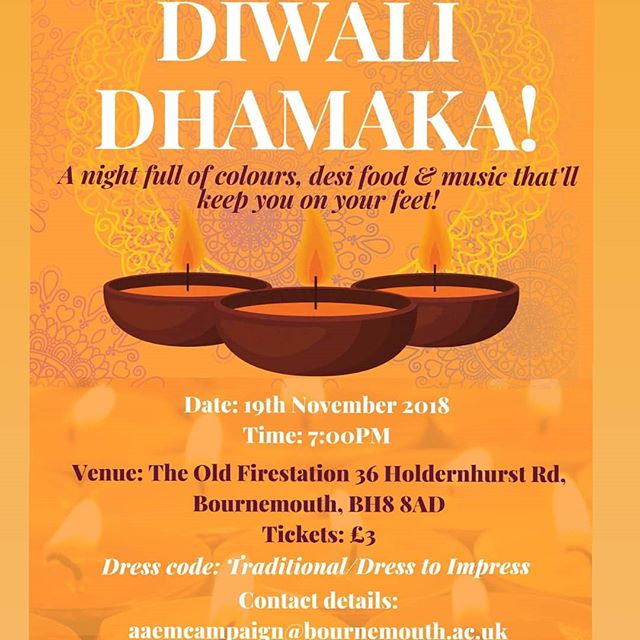 DIWALI
DHAMAKA!
A night full of colours, desi food & music that'll
keep you on your feet!
Date: 19th November 2018
Time: 7:00PM
Venue: The Old Firestation 36 Holdernhurst Rd,
Bournemouth, BH8 8AD
Tickets: £3
Dress code: Traditional/Dress to Impress
Contact details:
aaemcampaign@bournemouth.ac.uk